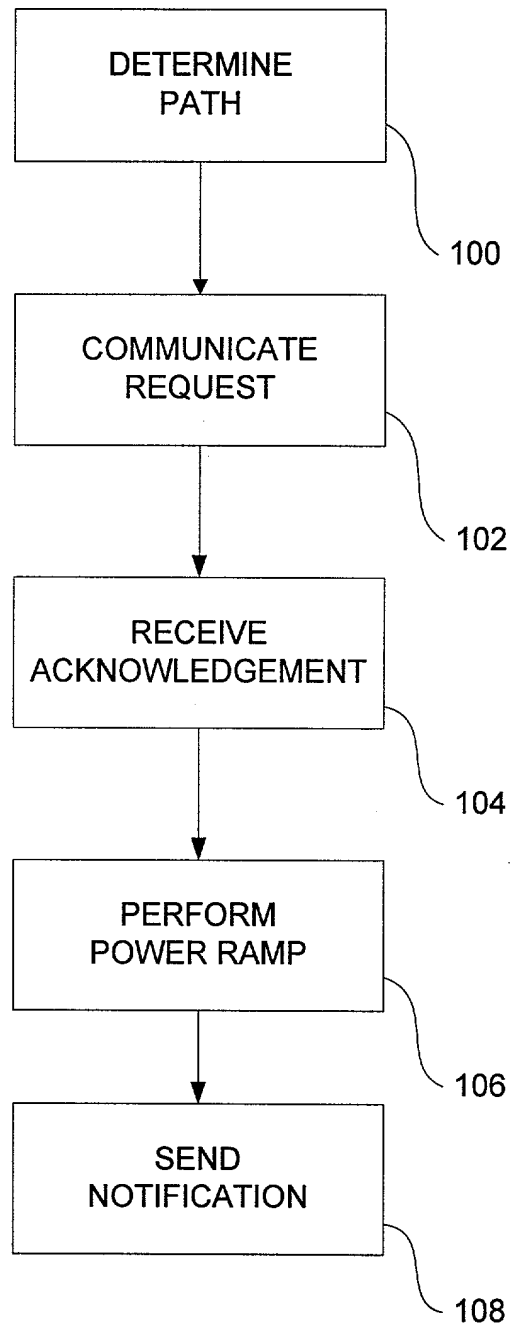 DETERMINE
PATH
100
COMMUNICATE
REQUEST
102
RECEIVE
ACKNOWLEDGEMENT
104
PERFORM
POWER RAMP
106
SEND
NOTIFICATION
108